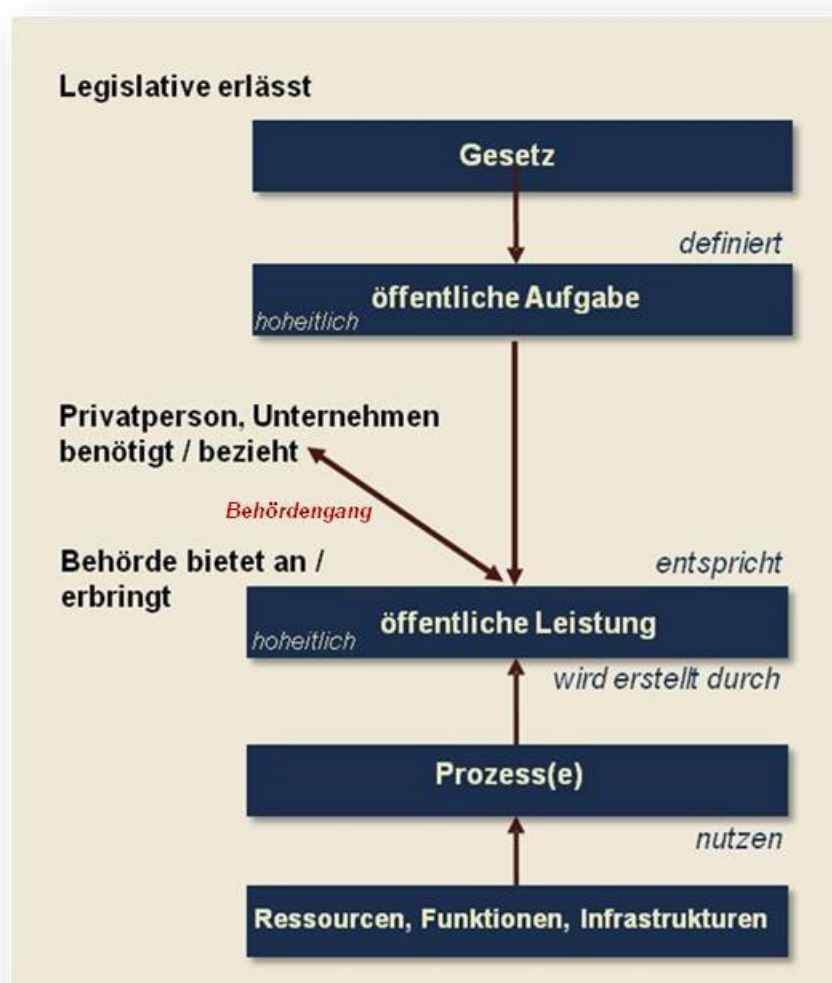 Legislative erlässt
Gesetz
definiert
öffentliche Aufgabe
hoheitlich
Privatperson, Unternehmen
benötigt / bezieht
Behördengang
Behörde bietet an /
erbringt
entspricht
öffentliche Leistung
hoheitlich
wird erstellt durch
Prozess(e)
nutzen
Ressourcen, Funktionen, Infrastrukturen